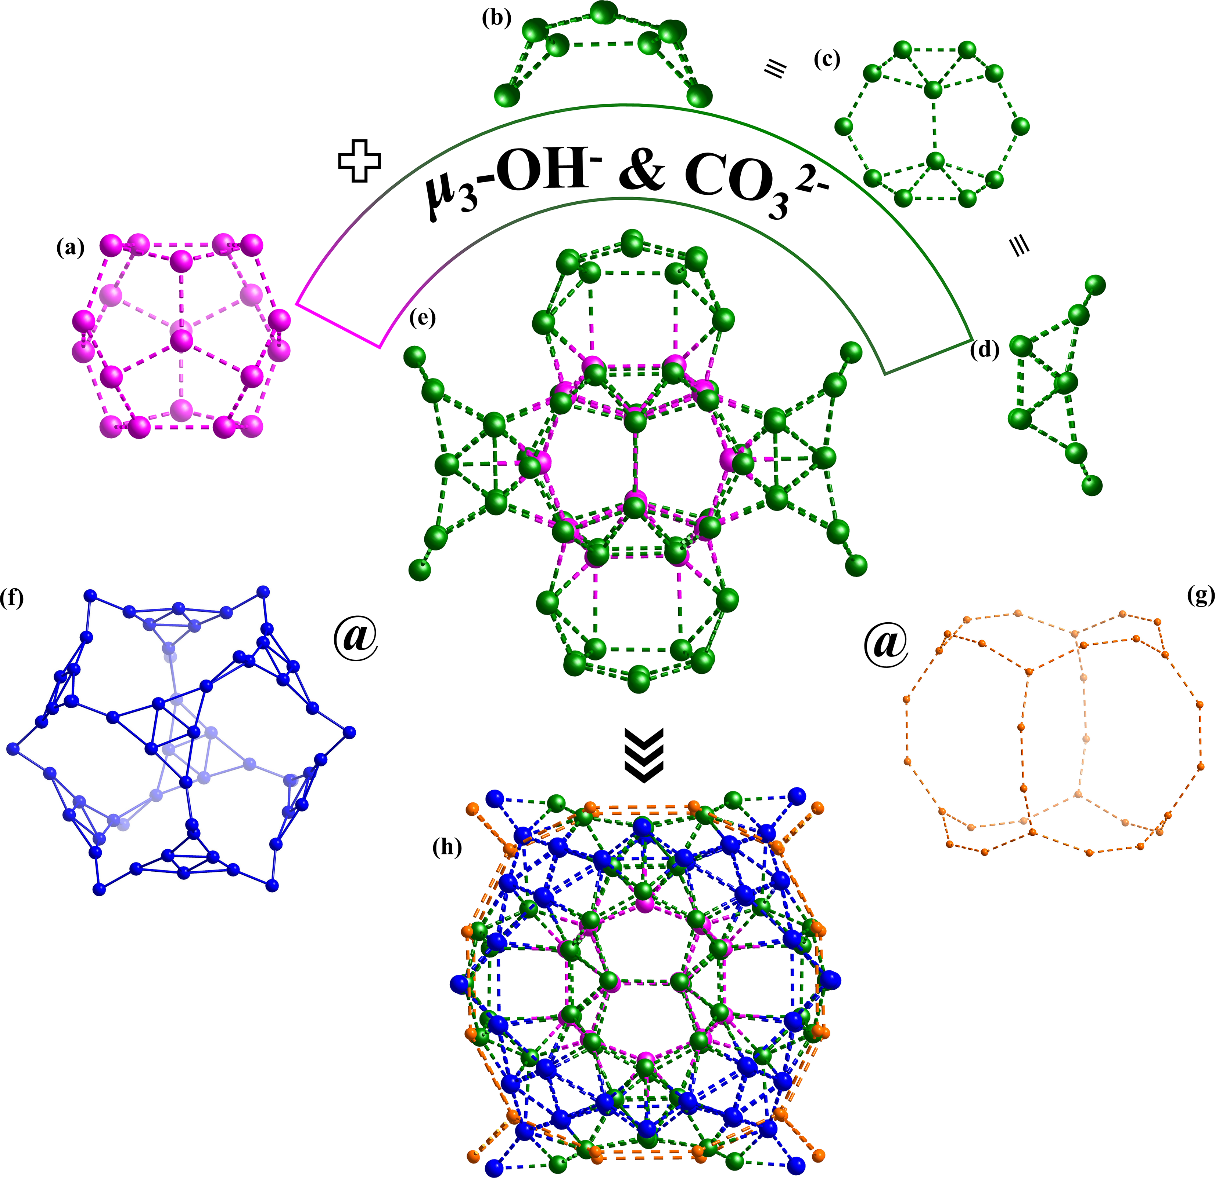 (b)
(c)
μ₃-OH⁻ & CO₃²⁻
(a)
(e)
(d)
(f)
@
@
(g)
(h)